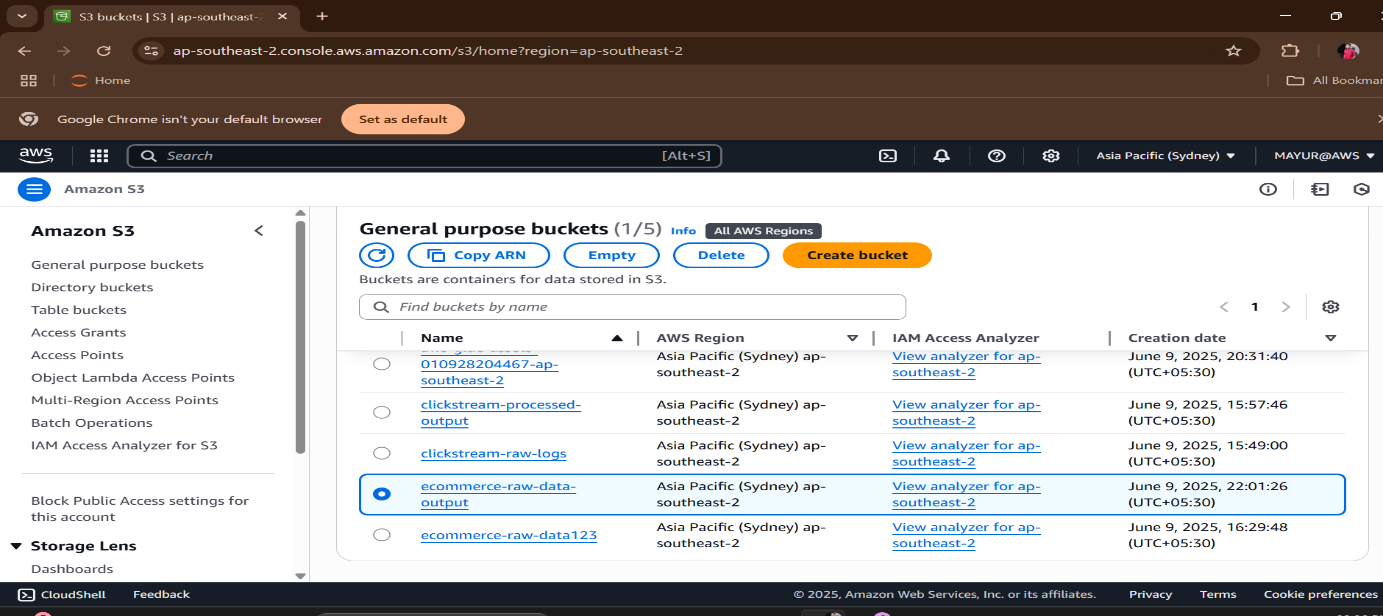 S3 buckets | S3 | ap-southeast-
ap-southeast-2.console.aws.amazon.com/s3/home?region=ap-southeast-2
Home
All Bookmar
Google Chrome isn't your default browser
Set as default
aws
Search
[Alt+S]
Asia Pacific (Sydney)
MAYUR@AWS
Amazon S3
Amazon S3
General purpose buckets
Directory buckets
Table buckets
Access Grants
Access Points
Object Lambda Access Points
Multi-Region Access Points
Batch Operations
IAM Access Analyzer for S3
Block Public Access settings for
this account
Storage Lens
Dashboards
General purpose buckets (1/5) Info All AWS Regions
Copy ARN
Empty
Delete
Create bucket
Buckets are containers for data stored in S3.
Find buckets by name
1
Name AWS Region IAM Access Analyzer Creation date
Asia Pacific (Sydney) ap- View analyzer for ap- June 9, 2025, 20:31:40
010928204467-ap- southeast-2 southeast-2 (UTC+05:30)
southeast-2
clickstream-processed- Asia Pacific (Sydney) ap- View analyzer for ap- June 9, 2025, 15:57:46
output southeast-2 southeast-2 (UTC+05:30)
clickstream-raw-logs Asia Pacific (Sydney) ap- View analyzer for ap- June 9, 2025, 15:49:00
southeast-2 southeast-2 (UTC+05:30)
ecommerce-raw-data- Asia Pacific (Sydney) ap- View analyzer for ap- June 9, 2025, 22:01:26
output southeast-2 southeast-2 (UTC+05:30)
ecommerce-raw-data123 Asia Pacific (Sydney) ap- View analyzer for ap- June 9, 2025, 16:29:48
southeast-2 southeast-2 (UTC+05:30)
CloudShell
Feedback
© 2025, Amazon Web Services, Inc. or its affiliates.
Privacy
Terms
Cookie preferences